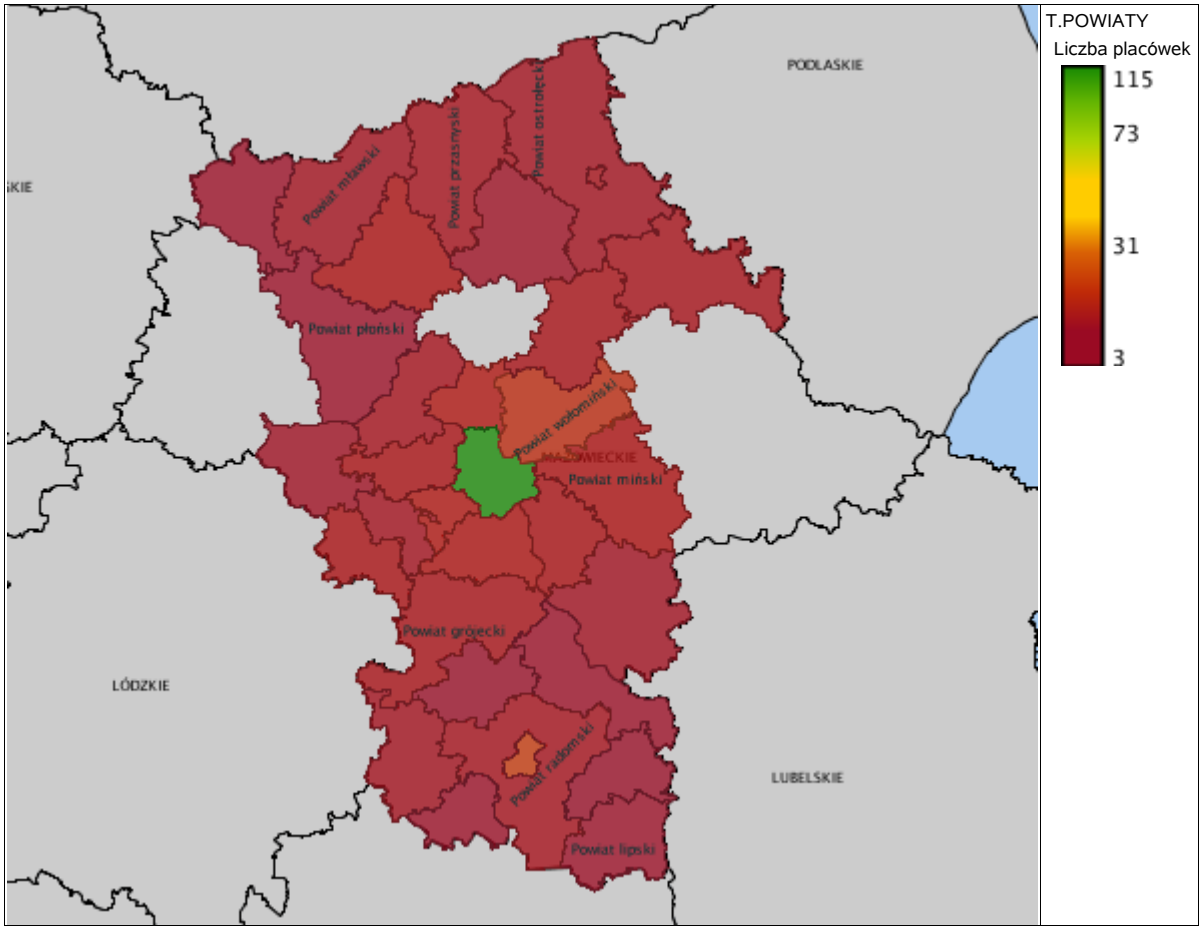 T.POWIATY
Liczba placówek
115
73
31
3
PODLASKIE
SKIE
Powiat ostrołęcki
Powiat przasnyski
Powiat mławski
Powiat płoński
Powiat wołomiński
MAZOWIECKIE
Powiat miński
Powiat grójecki
ŁÓDZKIE
Powiat radomski
LUBELSKIE
Powiat lipski